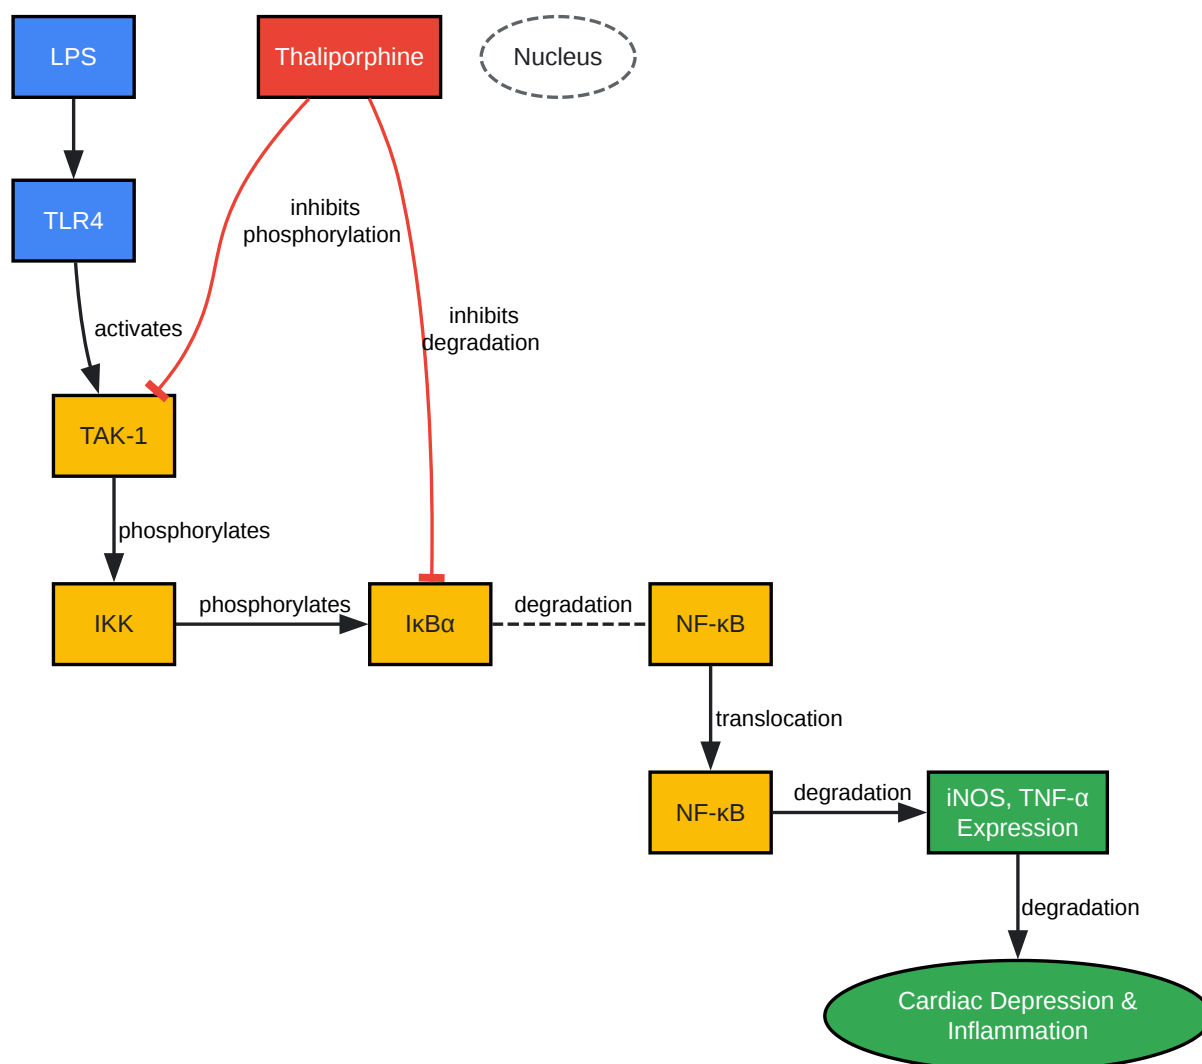 LPS
Thaliporphine
Nucleus
TLR4
inhibits
phosphorylation
inhibits
degradation
activates
TAK-1
phosphorylates
IKK
phosphorylates
IκBα
degradation
NF-κB
translocation
NF-κB
degradation
iNOS, TNF-α
Expression
degradation
Cardiac Depression &
Inflammation